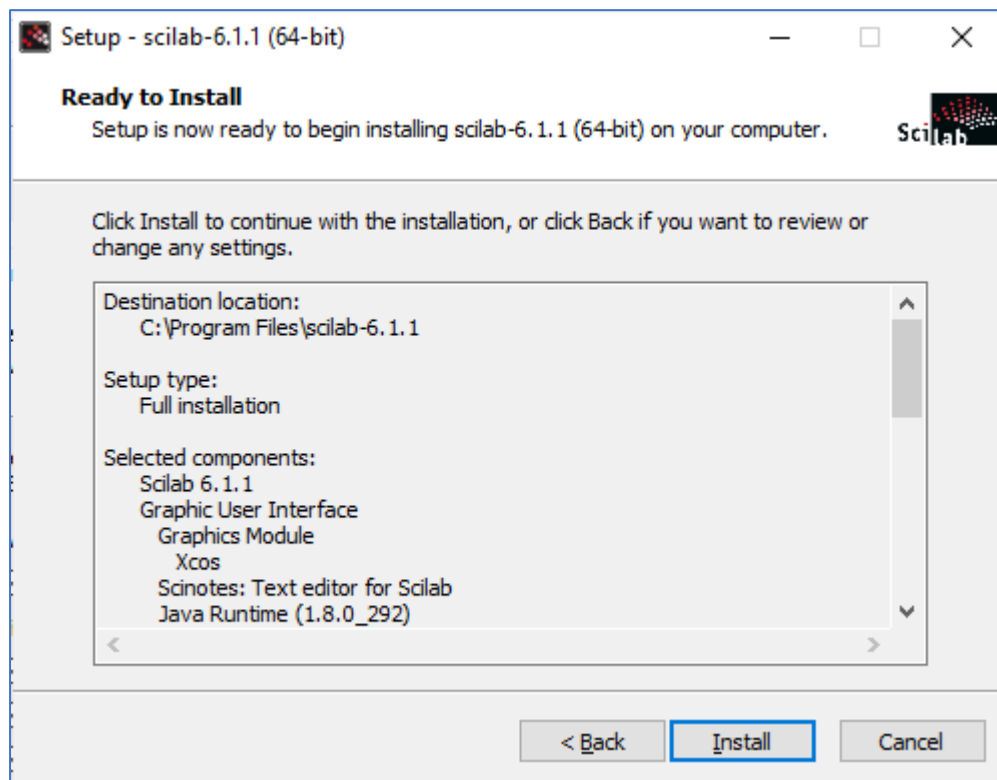 Setup - scilab-6.1.1 (64-bit)
Ready to Install
Setup is now ready to begin installing scilab-6.1.1 (64-bit) on your computer.
Scilab
Click Install to continue with the installation, or click Back if you want to review or
change any settings.
Destination location:
C:\Program Files\scilab-6.1.1
Setup type:
Full installation
Selected components:
Scilab 6.1.1
Graphic User Interface
Graphics Module
Xcos
Scinotes: Text editor for Scilab
Java Runtime (1.8.0_292)
< Back
Install
Cancel